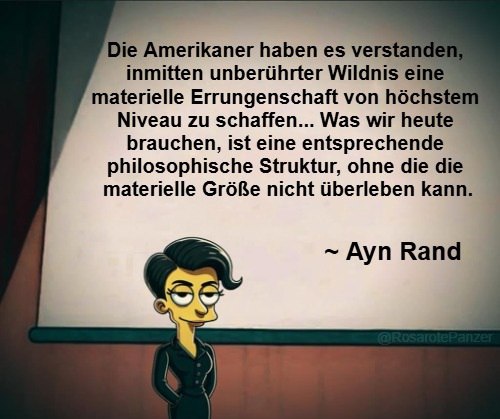 Die Amerikaner haben es verstanden,
inmitten unberührter Wildnis eine
materielle Errungenschaft von höchstem
Niveau zu schaffen... Was wir heute
brauchen, ist eine entsprechende
philosophische Struktur, ohne die die
materielle Größe nicht überleben kann.
~ Ayn Rand
@RosarotePanzer